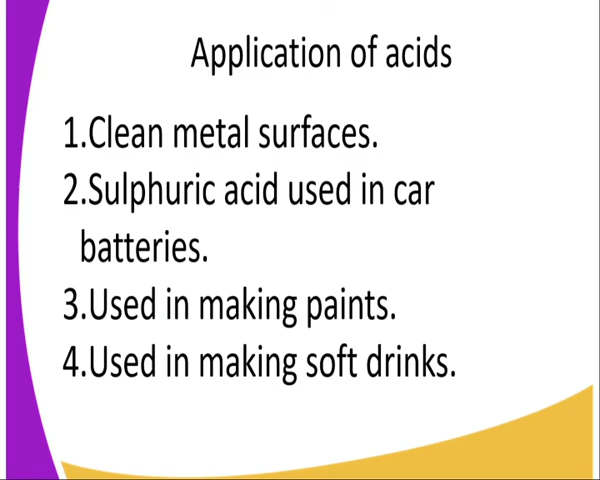 Application of acids
1.Clean metal surfaces.
2.Sulphuric acid used in car
batteries.
3.Used in making paints.
4.Used in making soft drinks.